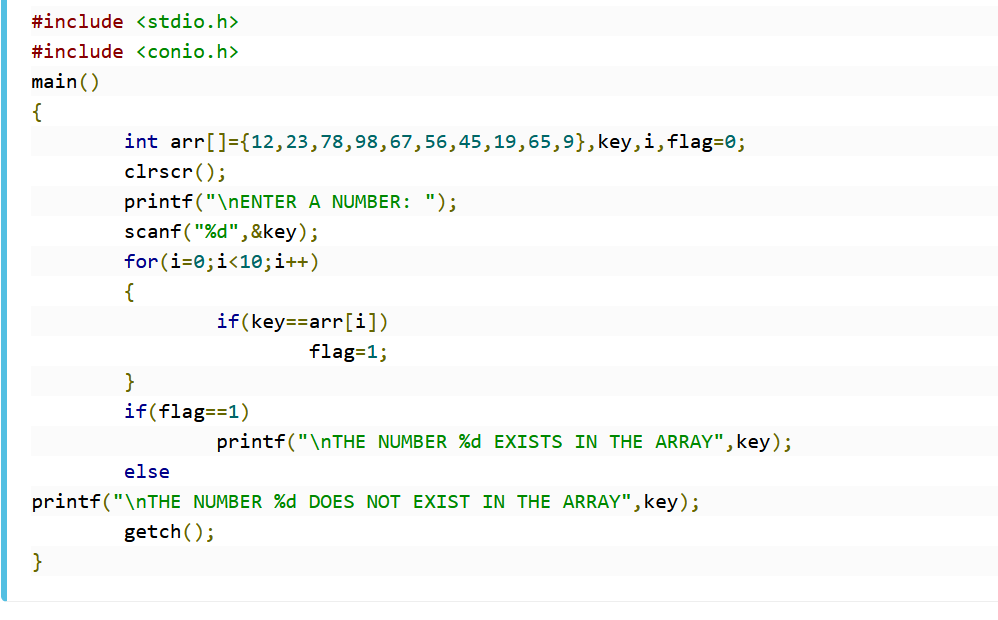 #include <stdio.h>
#include <conio.h>
main()
{
int arr[]={12,23,78,98,67,56,45,19,65,9},key,i,flag=0;
clrscr();
printf("\nENTER A NUMBER: ");
scanf("%d",&key);
for(i=0;i<10;i++)
{
if(key==arr[i])
flag=1;
}
if(flag==1)
printf("\nTHE NUMBER %d EXISTS IN THE ARRAY",key);
else
printf("\nTHE NUMBER %d DOES NOT EXIST IN THE ARRAY",key);
getch();
}